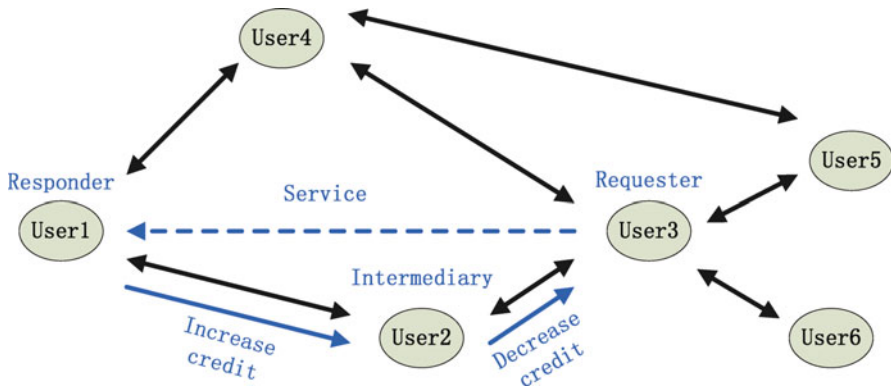 User4
User5
Responder
Service
Requester
User1
User3
Intermediary
Increase
credit
User2
Decrease
credit
User6